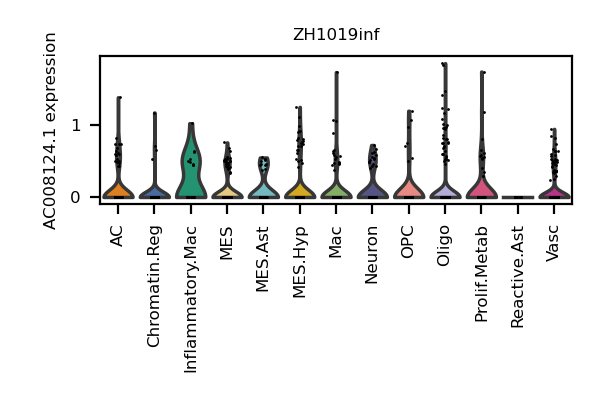 ZH1019inf
AC008124.1 expression
1
0
AC
Chromatin.Reg
Inflammatory.Mac
MES
MES.Ast
MES.Hyp
Mac
Neuron
OPC
Oligo
Prolif.Metab
Reactive.Ast
Vasc